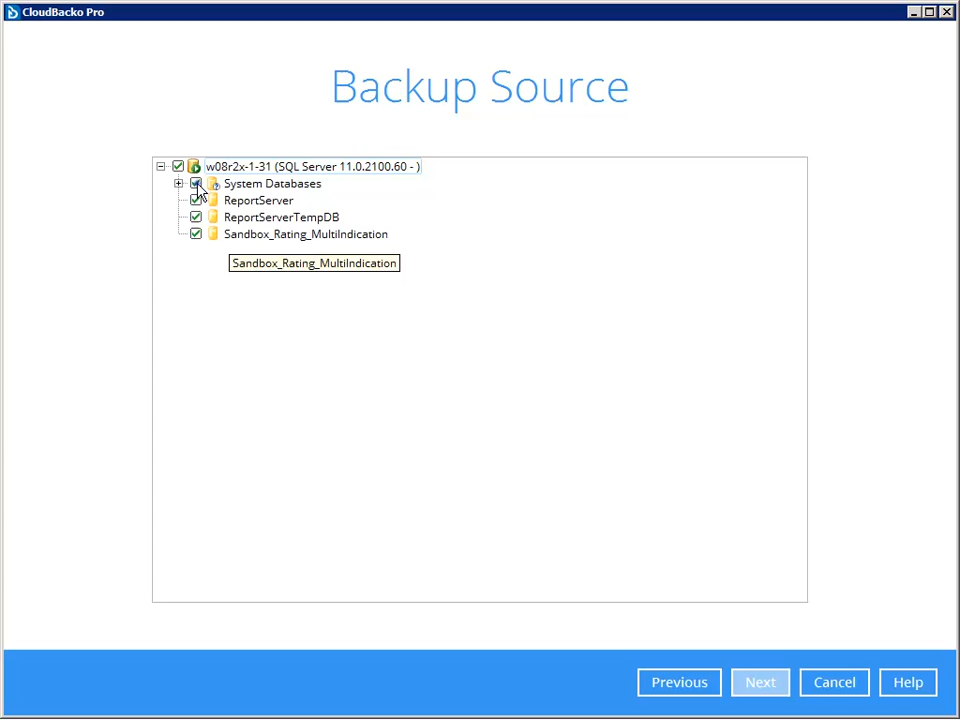 CloudBacko Pro
Backup Source
w08r2x-1-31 (SQL Server 11.0.2100.60 - )
System Databases
ReportServer
ReportServerTempDB
Sandbox_Rating_MultiIndication
Sandbox_Rating_MultiIndication
Previous
Next
Cancel
Help